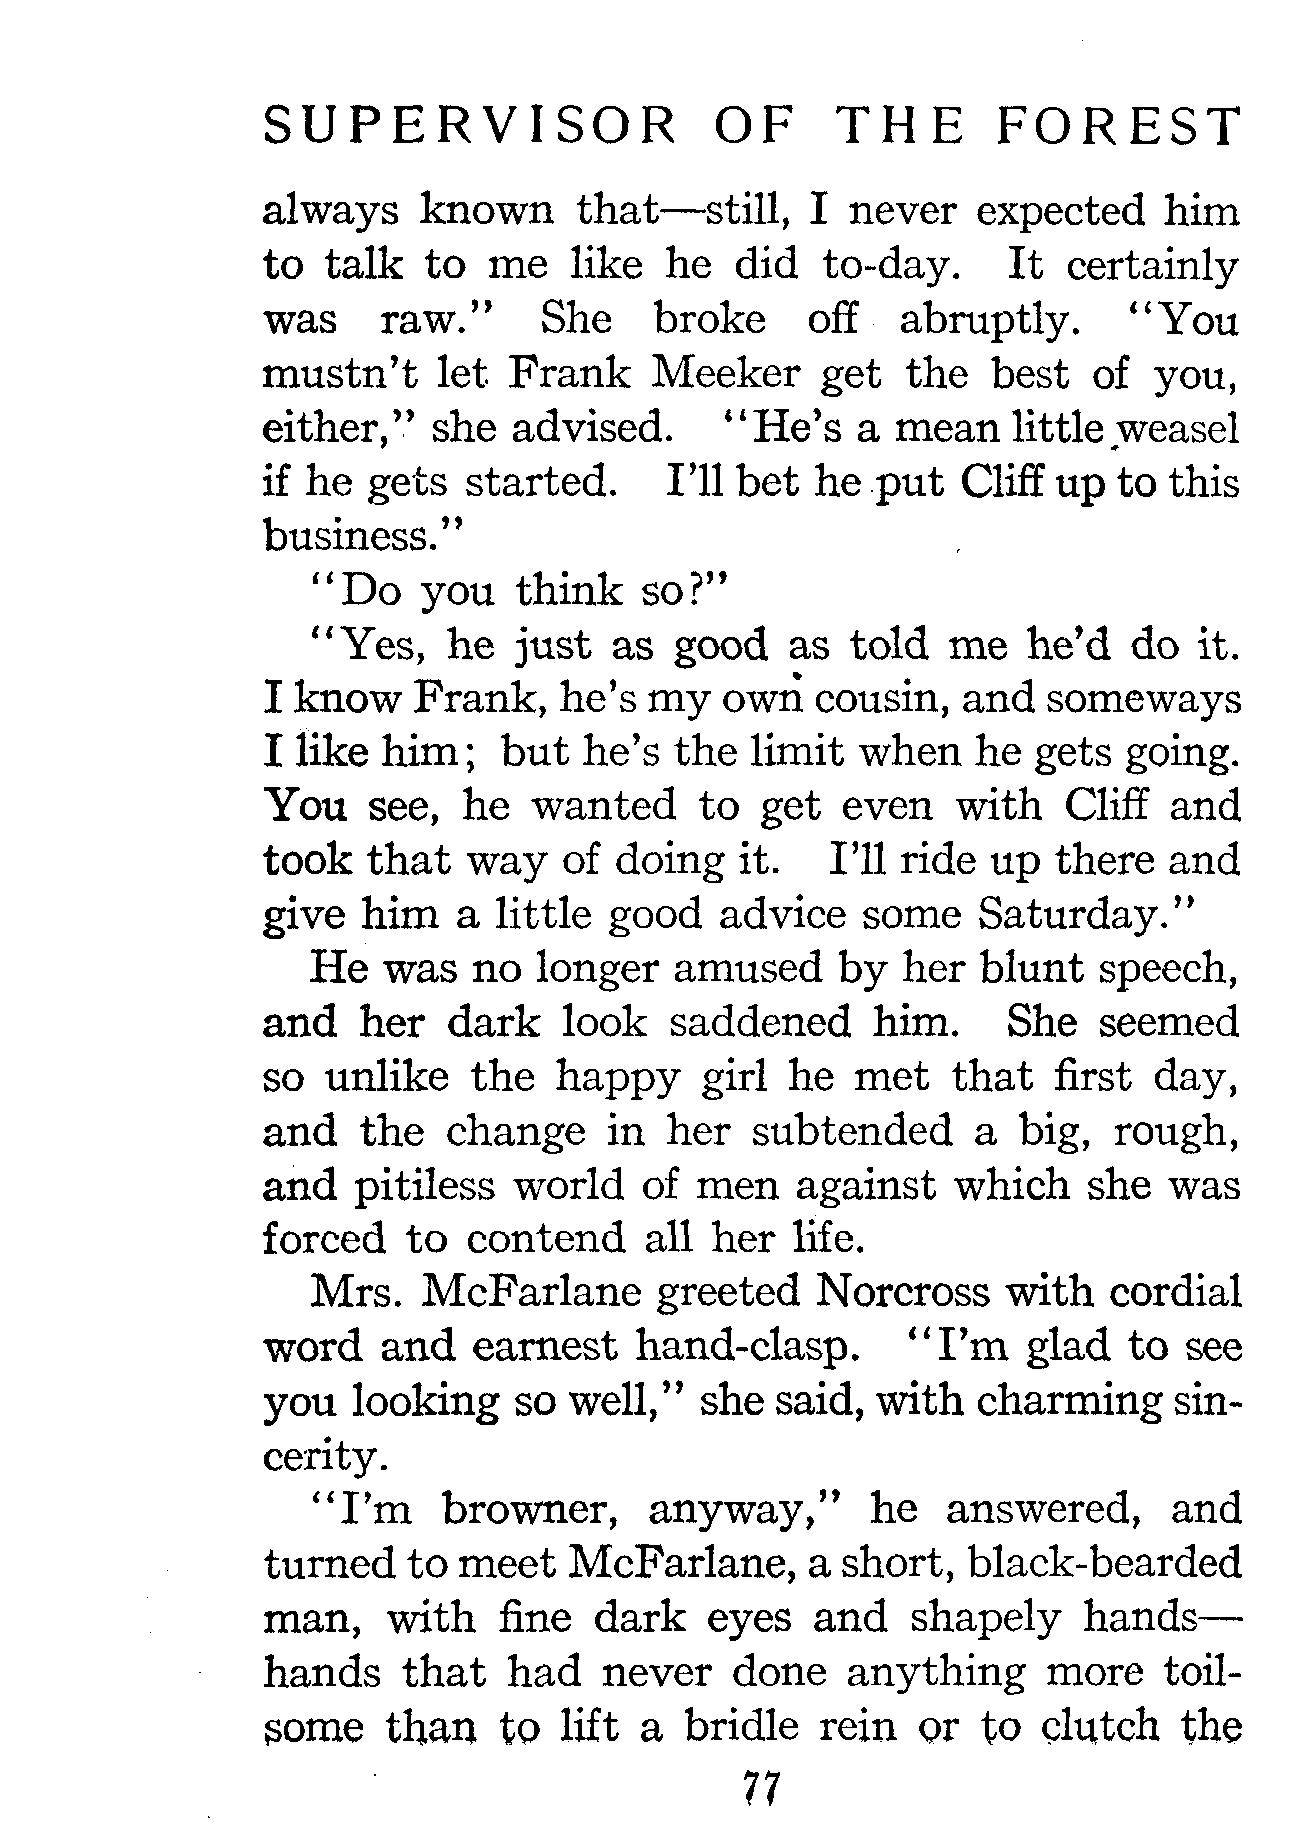 SUPERVISOR OF THE FOREST
always known that—still, I never expected him
to talk to me like he did to-day. It certainly
was raw." She broke off abruptly. "You
mustn't let Frank Meeker get the best of you,
either," she advised. "He's a mean little weasel
if he gets started. I'll bet he put Cliff up to this
business."
"Do you think so?"
"Yes, he just as good as told me he'd do it.
I know Frank, he's my own cousin, and someways
I like him; but he's the limit when he gets going.
You see, he wanted to get even with Cliff and
took that way of doing it. I'll ride up there and
give him a little good advice some Saturday."
He was no longer amused by her blunt speech,
and her dark look saddened him. She seemed
so unlike the happy girl he met that first day,
and the change in her subtended a big, rough,
and pitiless world of men against which she was
forced to contend all her life.
Mrs. McFarlane greeted Norcross with cordial
word and earnest hand-clasp. "I'm glad to see
you looking so well," she said, with charming sin-
cerity.
"I'm browner, anyway," he answered, and
turned to meet McFarlane, a short, black-bearded
man, with fine dark eyes and shapely hands—
hands that had never done anything more toil-
some than to lift a bridle rein or to clutch the
77